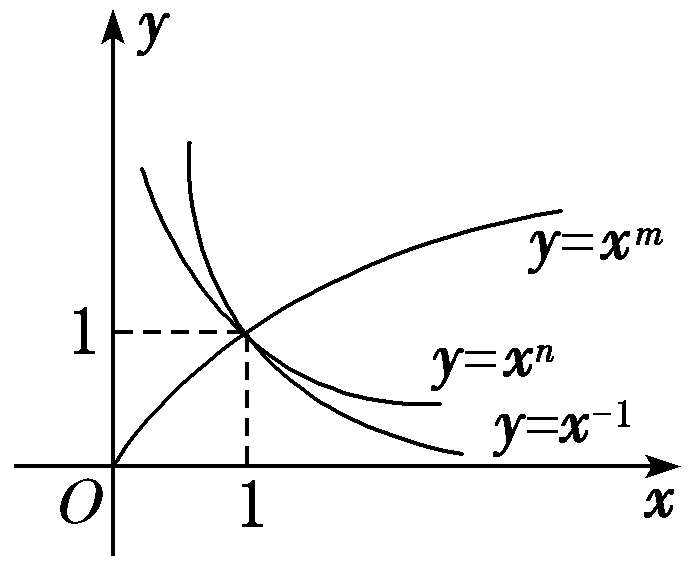 y
y=x^m
1
y=x^n
y=x^{-1}
O
1
x